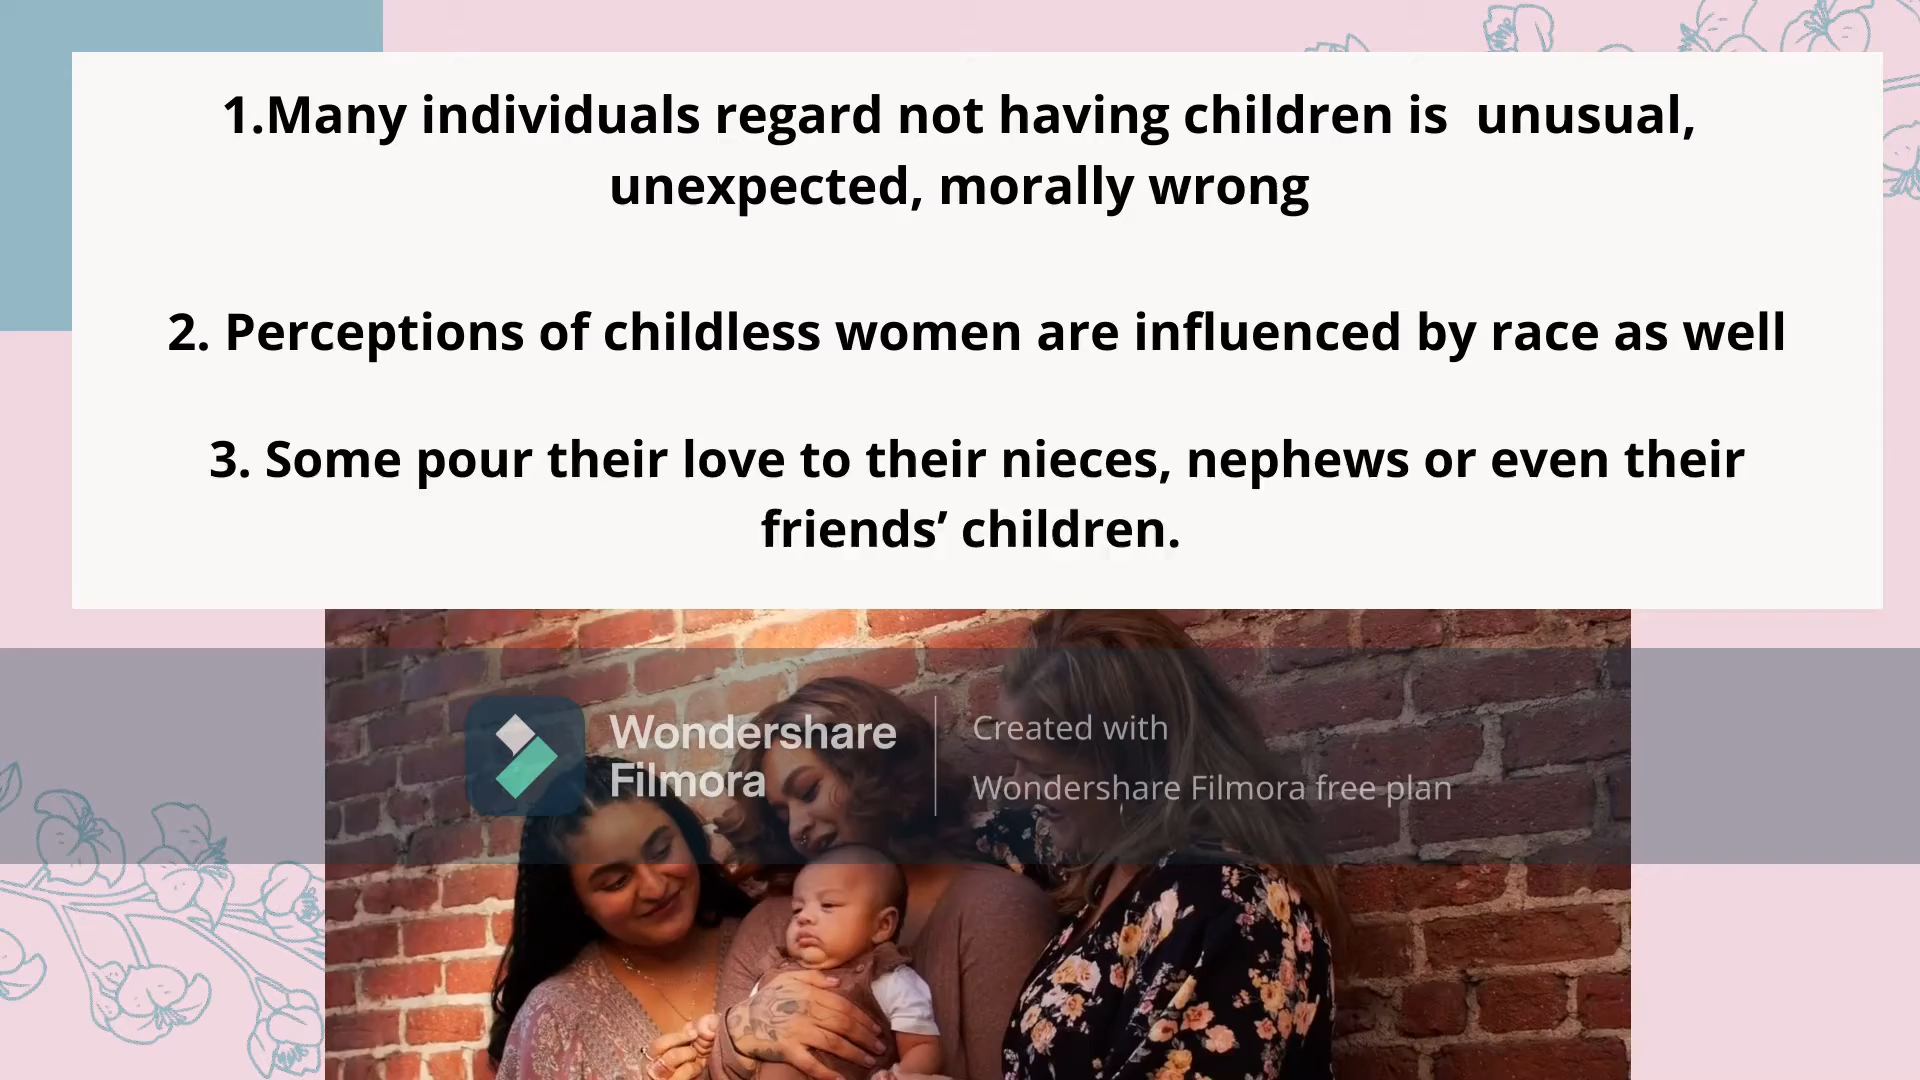 1.Many individuals regard not having children is  unusual,
unexpected, morally wrong
2. Perceptions of childless women are influenced by race as well
3. Some pour their love to their nieces, nephews or even their
friends’ children.
Wondershare
Filmora
Created with
Wondershare Filmora free plan